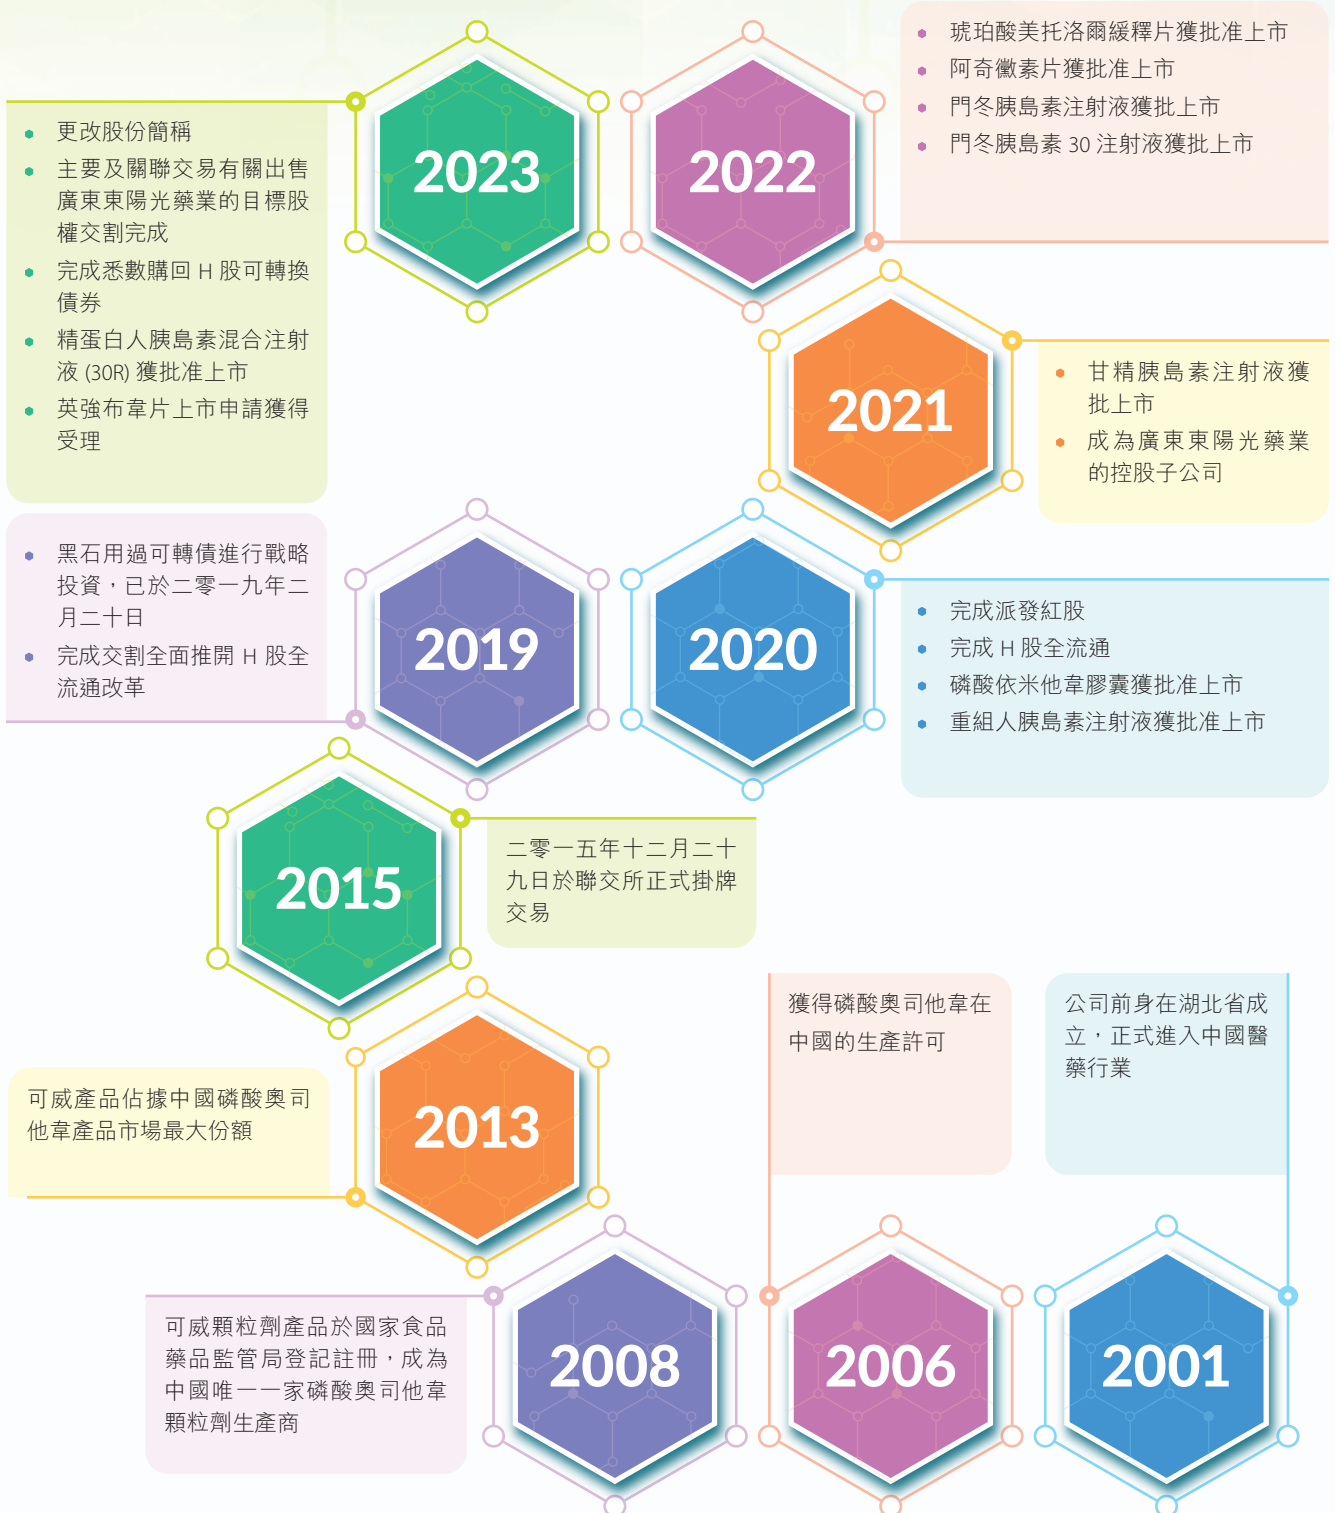 2023
更改股份簡稱
主要及關聯交易有關出售
廣東東陽光藥業的目標股
權交割完成
完成悉數購回 H 股可轉換
債券
精蛋白人胰島素混合注射
液 (30R) 獲批准上市
英強布韋片上市申請獲得
受理
2022
琥珀酸美托洛爾緩釋片獲批准上市
阿奇黴素片獲批准上市
門冬胰島素注射液獲批上市
門冬胰島素 30 注射液獲批上市
2021
甘精胰島素注射液獲
批上市
成為廣東東陽光藥業
的控股子公司
2019
黑石用過可轉債進行戰略
投資，已於二零一九年二
月二十日
完成交割全面推開 H 股全
流通改革
2020
完成派發紅股
完成 H 股全流通
磷酸依米他韋膠囊獲批准上市
重組人胰島素注射液獲批准上市
2015
二零一五年十二月二十
九日於聯交所正式掛牌
交易
2013
可威產品佔據中國磷酸奧司
他韋產品市場最大份額
2008
可威顆粒劑產品於國家食品
藥品監管局登記註冊，成為
中國唯一一家磷酸奧司他韋
顆粒劑生產商
獲得磷酸奧司他韋在
中國的生產許可
2006
公司前身在湖北省成
立，正式進入中國醫
藥行業
2001